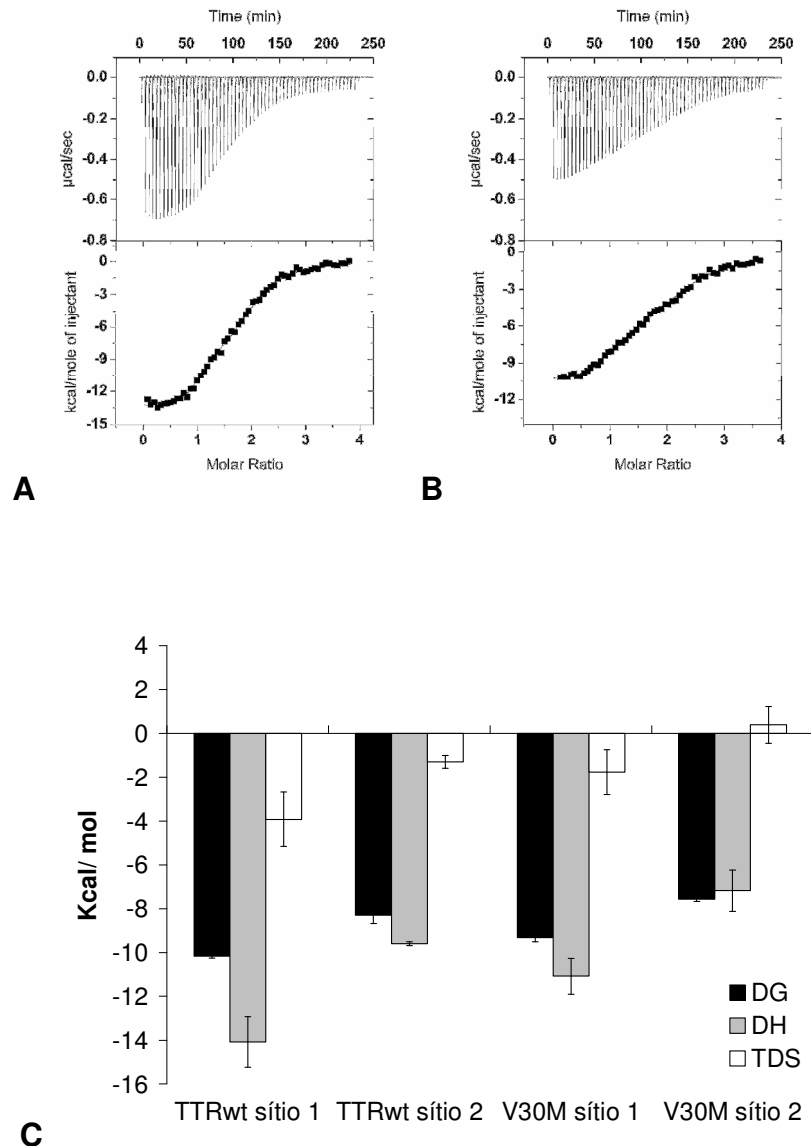 Time (min)
0 50 100 150 200 250
0.0
-0.2
-0.4
-0.6
-0.8
µcal/sec
0
-3
-6
-9
-12
-15
kcal/mole of injectant
0 1 2 3 4
Molar Ratio
A
Time (min)
0 50 100 150 200 250
0.0
-0.2
-0.4
-0.6
-0.8
µcal/sec
0
-3
-6
-9
-12
kcal/mole of injectant
0 1 2 3 4
Molar Ratio
B
4
2
0
-2
-4
-6
-8
-10
-12
-14
-16
Kcal/ mol
DG
DH
TDS
TTRwt sítio 1 TTRwt sítio 2 V30M sítio 1 V30M sítio 2
C